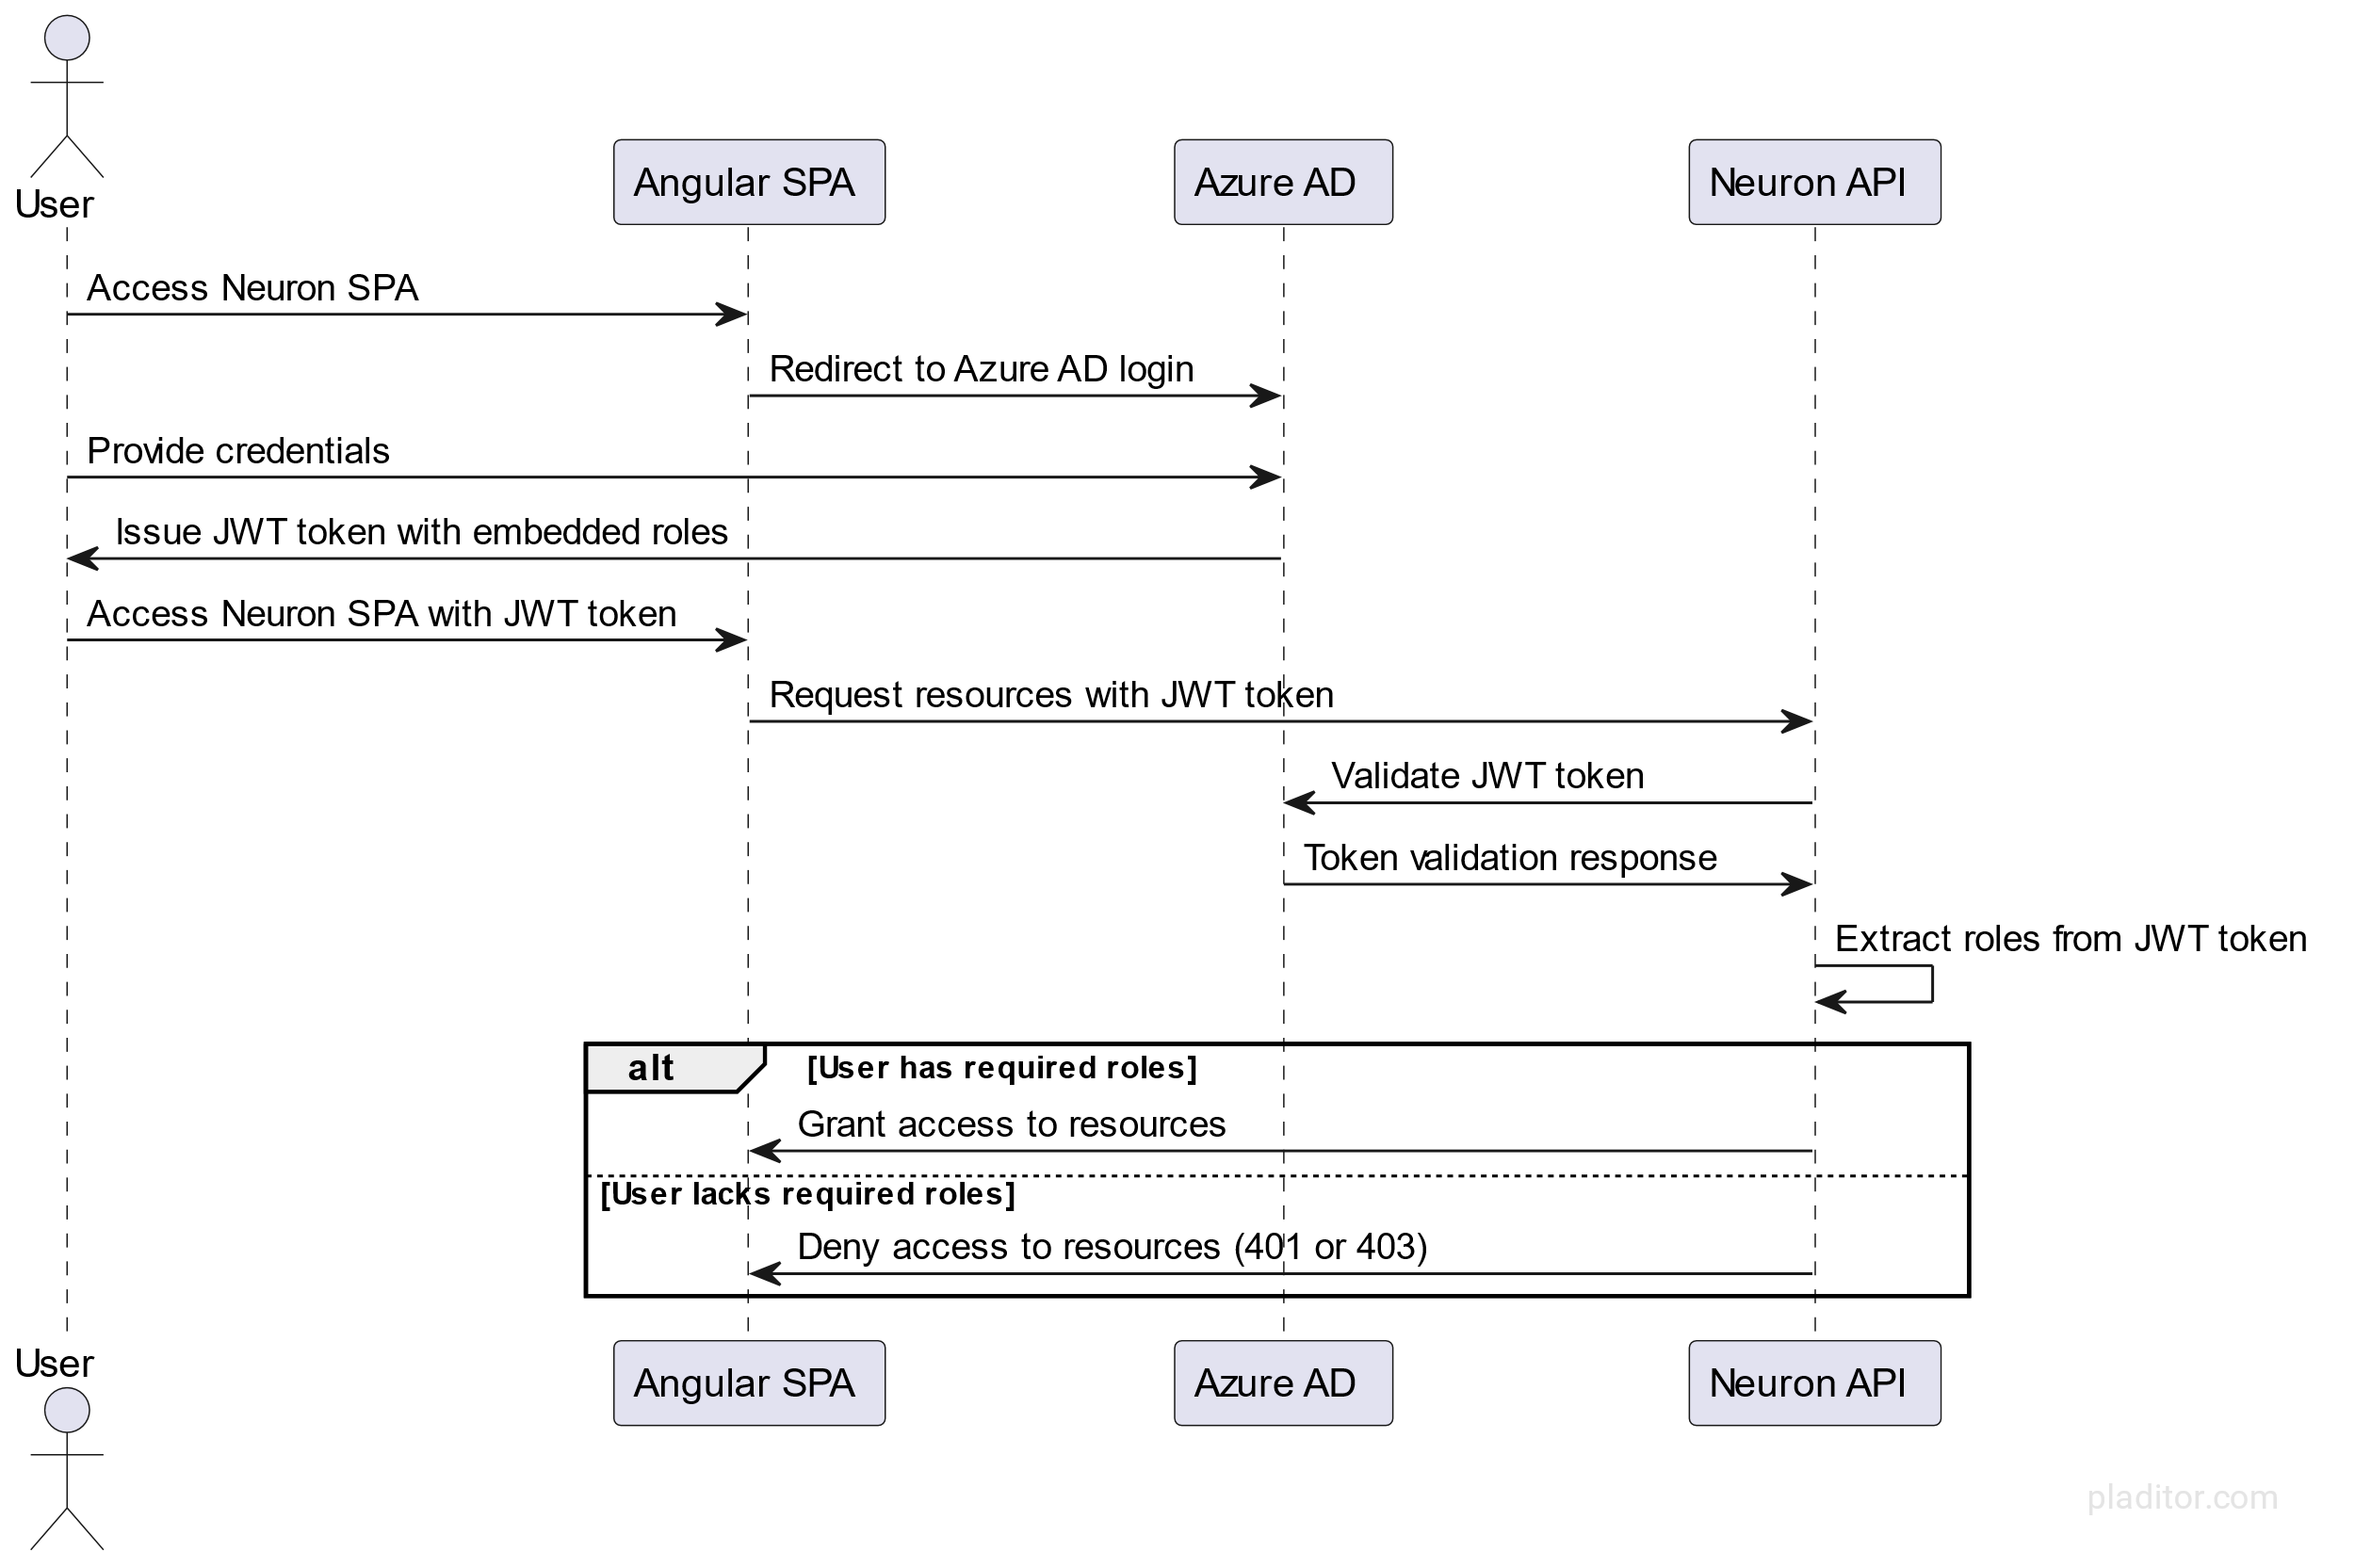 User
Angular SPA
Azure AD
Neuron API
Access Neuron SPA
Redirect to Azure AD login
Provide credentials
Issue JWT token with embedded roles
Access Neuron SPA with JWT token
Request resources with JWT token
Validate JWT token
Token validation response
Extract roles from JWT token
alt
[User has required roles]
Grant access to resources
[User lacks required roles]
Deny access to resources (401 or 403)
User
Angular SPA
Azure AD
Neuron API
pladitor.com